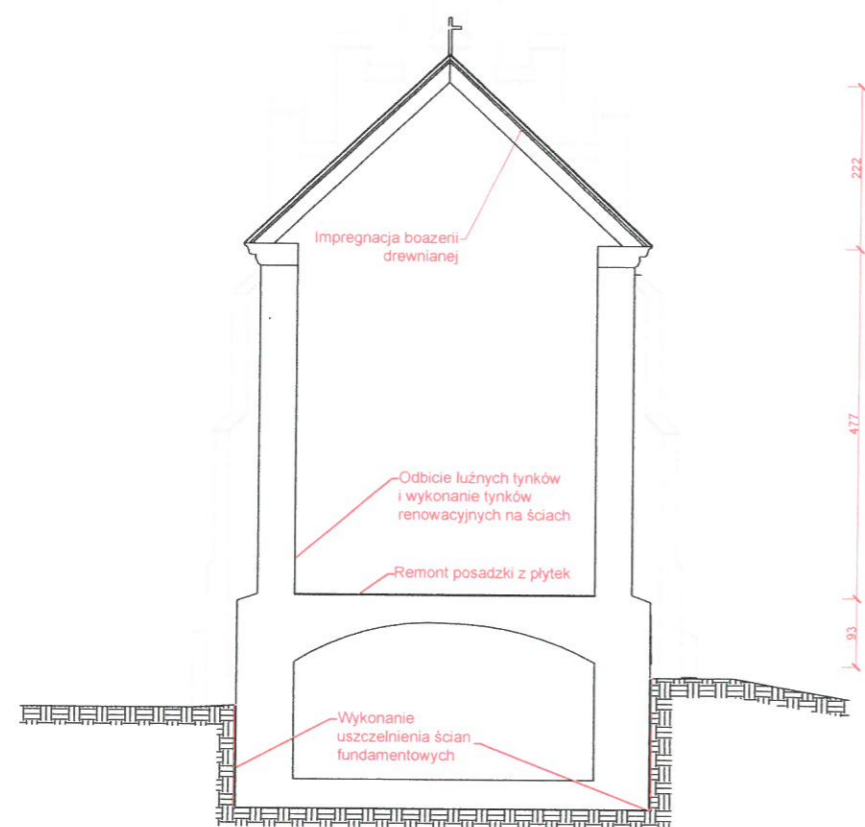 222
Impregnacja boazerii
drewnianej
477
Odbicie luźnych tynków
i wykonanie tynków
renowacyjnych na ściach
Remont posadzki z płytek
93
Wykonanie
uszczelnienia ścian
fundamentowych